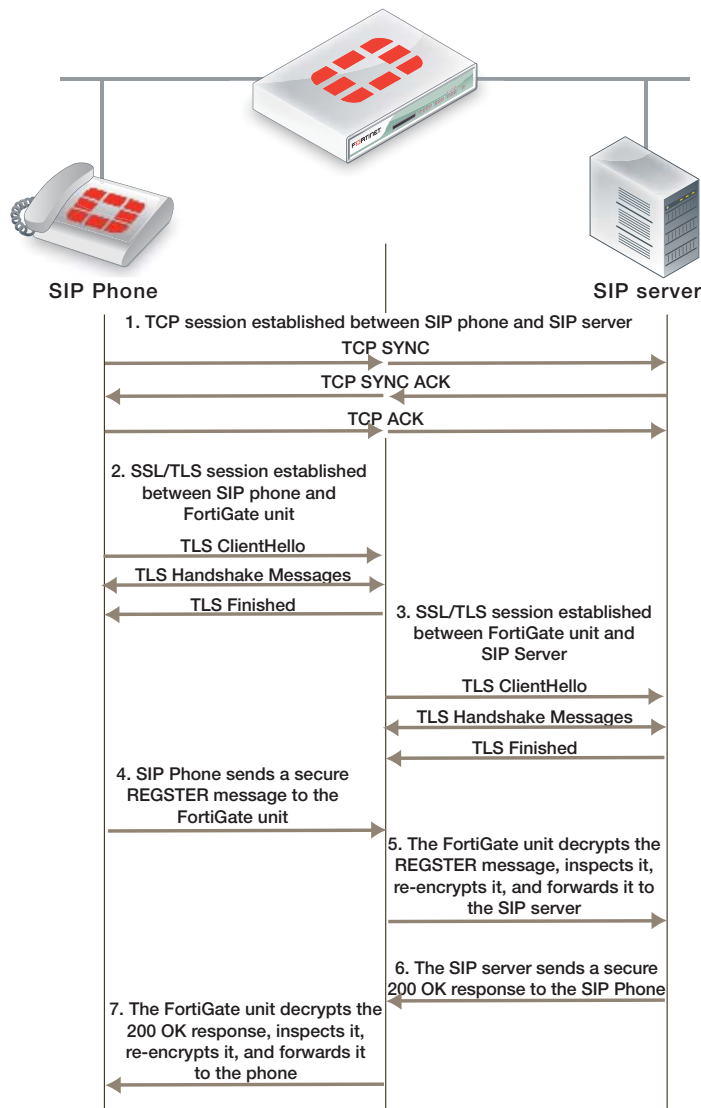 FORTINET
SIP Phone
SIP server
1. TCP session established between SIP phone and SIP server
TCP SYNC
TCP SYNC ACK
TCP ACK
2. SSL/TLS session established
between SIP phone and
FortiGate unit
TLS ClientHello
TLS Handshake Messages
TLS Finished
3. SSL/TLS session established
between FortiGate unit and
SIP Server
TLS ClientHello
TLS Handshake Messages
TLS Finished
4. SIP Phone sends a secure
REGSTER message to the
FortiGate unit
5. The FortiGate unit decrypts the
REGSTER message, inspects it,
re-encrypts it, and forwards it to
the SIP server
6. The SIP server sends a secure
200 OK response to the SIP Phone
7. The FortiGate unit decrypts the
200 OK response, inspects it,
re-encrypts it, and forwards it
to the phone